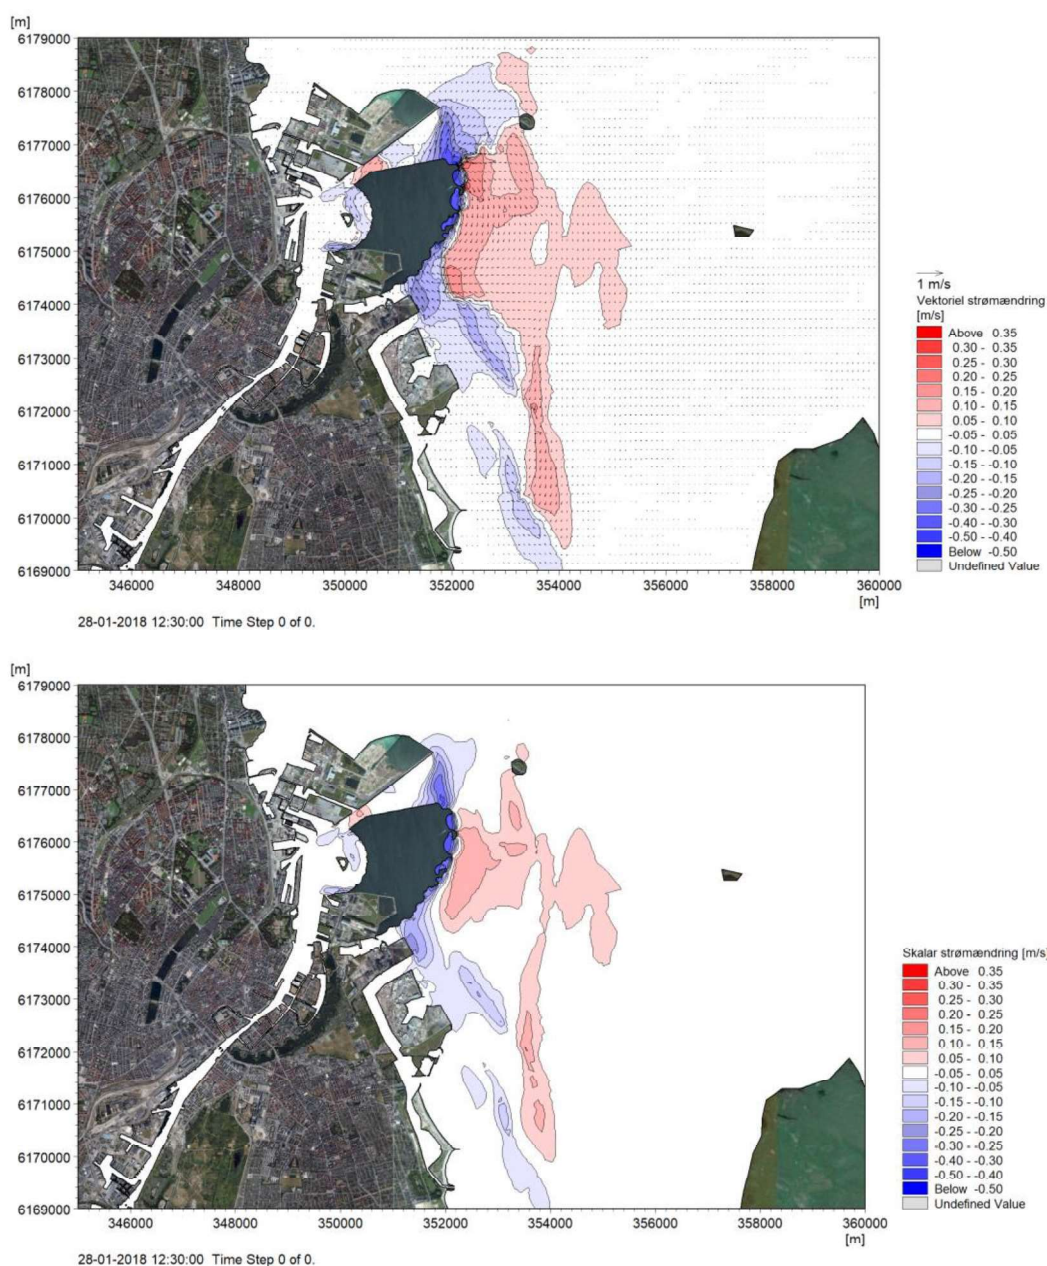 [m]
6179000
6178000
6177000
6176000
6175000
6174000
6173000
6172000
6171000
6170000
6169000
346000 348000 350000 352000 354000 356000 358000 360000
[m]
1 m/s
Vektoriel strømændring
[m/s]
Above 0.35
0.30 - 0.35
0.25 - 0.30
0.20 - 0.25
0.15 - 0.20
0.10 - 0.15
0.05 - 0.10
-0.05 - 0.05
-0.10 - -0.05
-0.15 - -0.10
-0.20 - -0.15
-0.25 - -0.20
-0.30 - -0.25
-0.40 - -0.30
-0.50 - -0.40
Below -0.50
Undefined Value
28-01-2018 12:30:00 Time Step 0 of 0.
[m]
6179000
6178000
6177000
6176000
6175000
6174000
6173000
6172000
6171000
6170000
6169000
346000 348000 350000 352000 354000 356000 358000 360000
[m]
Skalar strømændring [m/s]
Above 0.35
0.30 - 0.35
0.25 - 0.30
0.20 - 0.25
0.15 - 0.20
0.10 - 0.15
0.05 - 0.10
-0.05 - 0.05
-0.10 - -0.05
-0.15 - -0.10
-0.20 - -0.15
-0.25 - -0.20
-0.30 - -0.25
-0.40 - -0.30
-0.50 - -0.40
Below -0.50
Undefined Value
28-01-2018 12:30:00 Time Step 0 of 0.